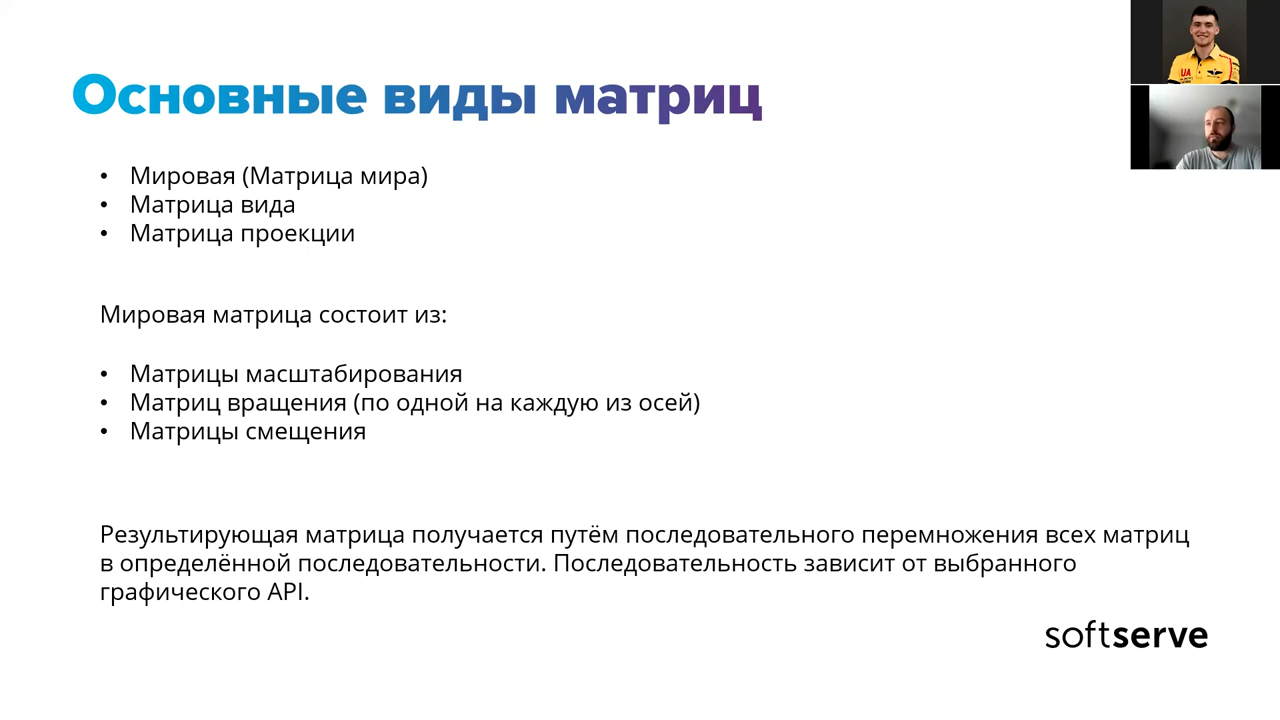 Основные виды матриц
• Мировая (Матрица мира)
• Матрица вида
• Матрица проекции
Мировая матрица состоит из:
• Матрицы масштабирования
• Матриц вращения (по одной на каждую из осей)
• Матрицы смещения
Результирующая матрица получается путём последовательного перемножения всех матриц
в определённой последовательности. Последовательность зависит от выбранного
графического API.
softserve
UA